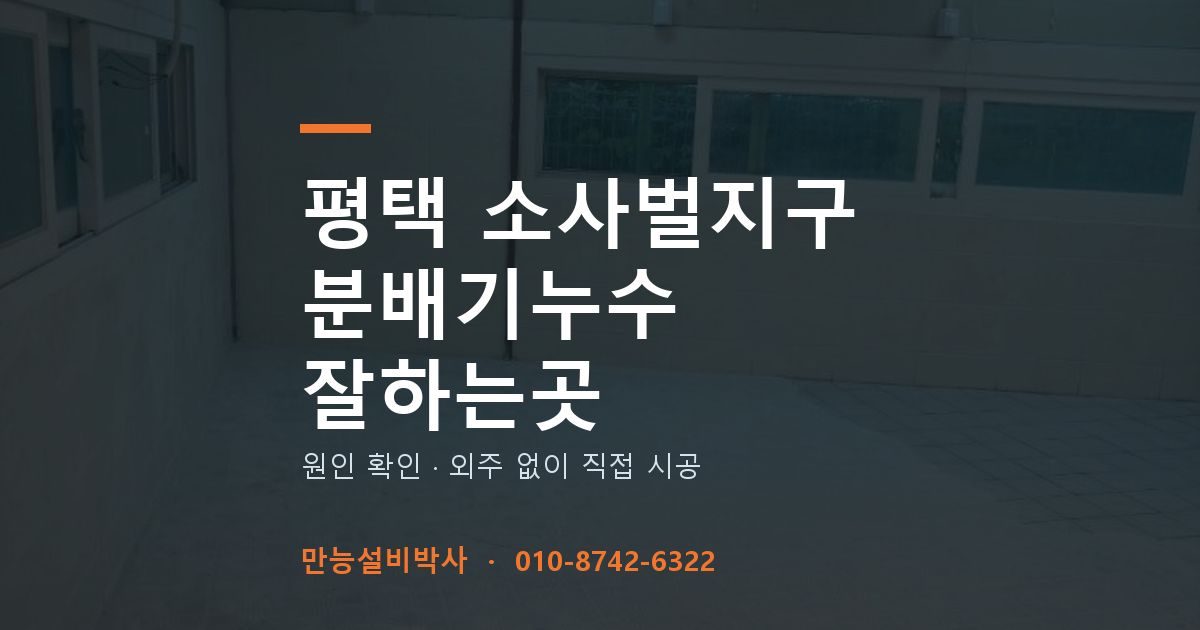 평택 소사벌지구
분배기누수
잘하는곳
원인 확인 · 외주 없이 직접 시공
만능설비박사 · 010-8742-6322